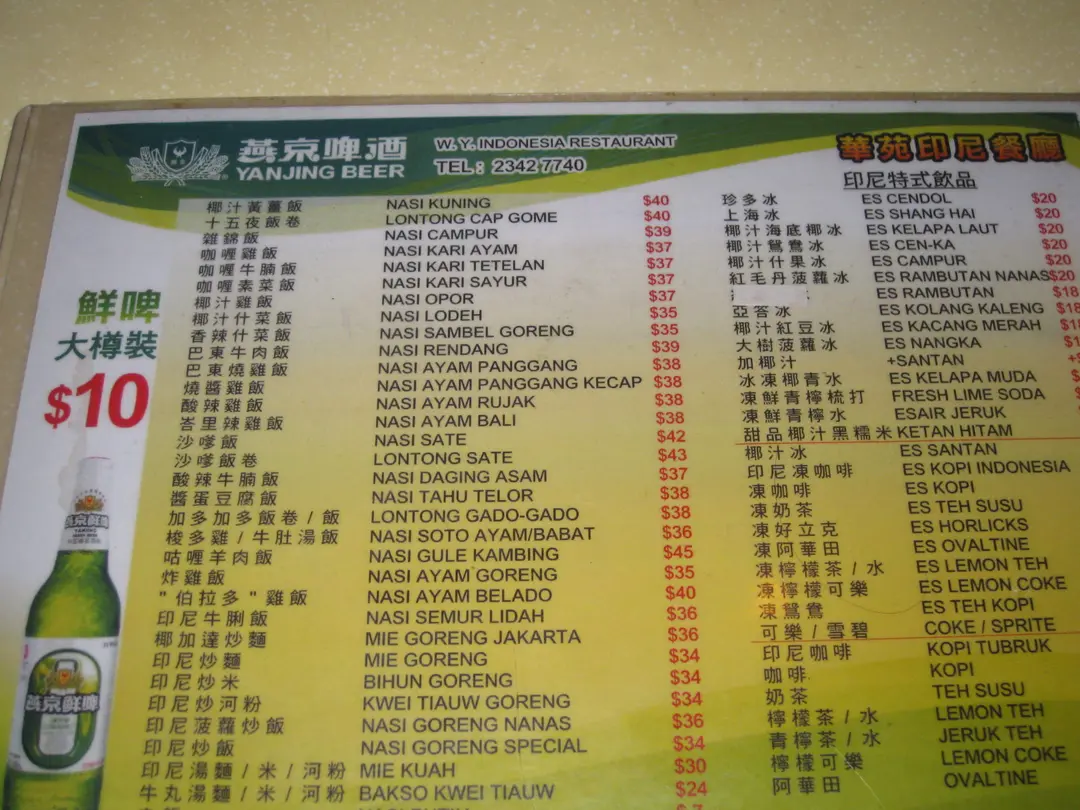 燕京啤酒
YANJING BEER
W. Y. INDONESIA RESTAURANT
TEL : 2342 7740
華苑印尼餐廳
鮮啤
大樽裝
$10
椰汁黃薑飯 NASI KUNING $40
十五夜飯卷 LONTONG CAP GOME $40
雜錦飯 NASI CAMPUR $39
咖喱雞飯 NASI KARI AYAM $37
咖喱牛腩飯 NASI KARI TETELAN $37
咖喱素菜飯 NASI KARI SAYUR $37
椰汁雞飯 NASI OPOR $37
椰汁什菜飯 NASI LODEH $35
香辣什菜飯 NASI SAMBEL GORENG $35
巴東牛肉飯 NASI RENDANG $39
巴東燒雞飯 NASI AYAM PANGGANG $38
燒醬雞飯 NASI AYAM PANGGANG KECAP $38
酸辣雞飯 NASI AYAM RUJAK $38
峇里辣雞飯 NASI AYAM BALI $38
沙嗲飯 NASI SATE $42
沙嗲飯卷 LONTONG SATE $43
酸辣牛腩飯 NASI DAGING ASAM $37
醬蛋豆腐飯 NASI TAHU TELOR $38
加多加多飯卷 / 飯 LONTONG GADO-GADO $38
梭多雞 / 牛肚湯飯 NASI SOTO AYAM/BABAT $36
咕喱羊肉飯 NASI GULE KAMBING $45
炸雞飯 NASI AYAM GORENG $35
"伯拉多"雞飯 NASI AYAM BELADO $40
印尼牛脷飯 NASI SEMUR LIDAH $36
椰加達炒麵 MIE GORENG JAKARTA $36
印尼炒麵 MIE GORENG $34
印尼炒米 BIHUN GORENG $34
印尼炒河粉 KWEI TIAUW GORENG $34
印尼菠蘿炒飯 NASI GORENG NANAS $36
印尼炒飯 NASI GORENG SPECIAL $34
印尼湯麵 / 米 / 河粉 MIE KUAH $30
牛丸湯麵 / 米 / 河粉 BAKSO KWEI TIAUW $24
印尼特式飲品
珍多冰 ES CENDOL $20
上海冰 ES SHANG HAI $20
椰汁海底椰冰 ES KELAPA LAUT $20
椰汁鴛鴦冰 ES CEN-KA $20
椰汁什果冰 ES CAMPUR $20
紅毛丹菠蘿冰 ES RAMBUTAN NANAS $20
ES RAMBUTAN $18
亞答冰 ES KOLANG KALENG $18
椰汁紅豆冰 ES KACANG MERAH
大樹菠蘿冰 ES NANGKA
加椰汁 +SANTAN
冰凍椰青水 ES KELAPA MUDA
凍鮮青檸梳打 FRESH LIME SODA
凍鮮青檸水 ESAIR JERUK
甜品椰汁黑糯米 KETAN HITAM
椰汁冰 ES SANTAN
印尼凍咖啡 ES KOPI INDONESIA
凍咖啡 ES KOPI
凍奶茶 ES TEH SUSU
凍好立克 ES HORLICKS
凍阿華田 ES OVALTINE
凍檸檬茶 / 水 ES LEMON TEH
凍檸檬可樂 ES LEMON COKE
凍鴛鴦 ES TEH KOPI
可樂 / 雪碧 COKE / SPRITE
印尼咖啡 KOPI TUBRUK
咖啡 KOPI
奶茶 TEH SUSU
檸檬茶 / 水 LEMON TEH
青檸茶 / 水 JERUK TEH
檸檬可樂 LEMON COKE
阿華田 OVALTINE
燕京鮮啤
YANJING
燕京鮮啤